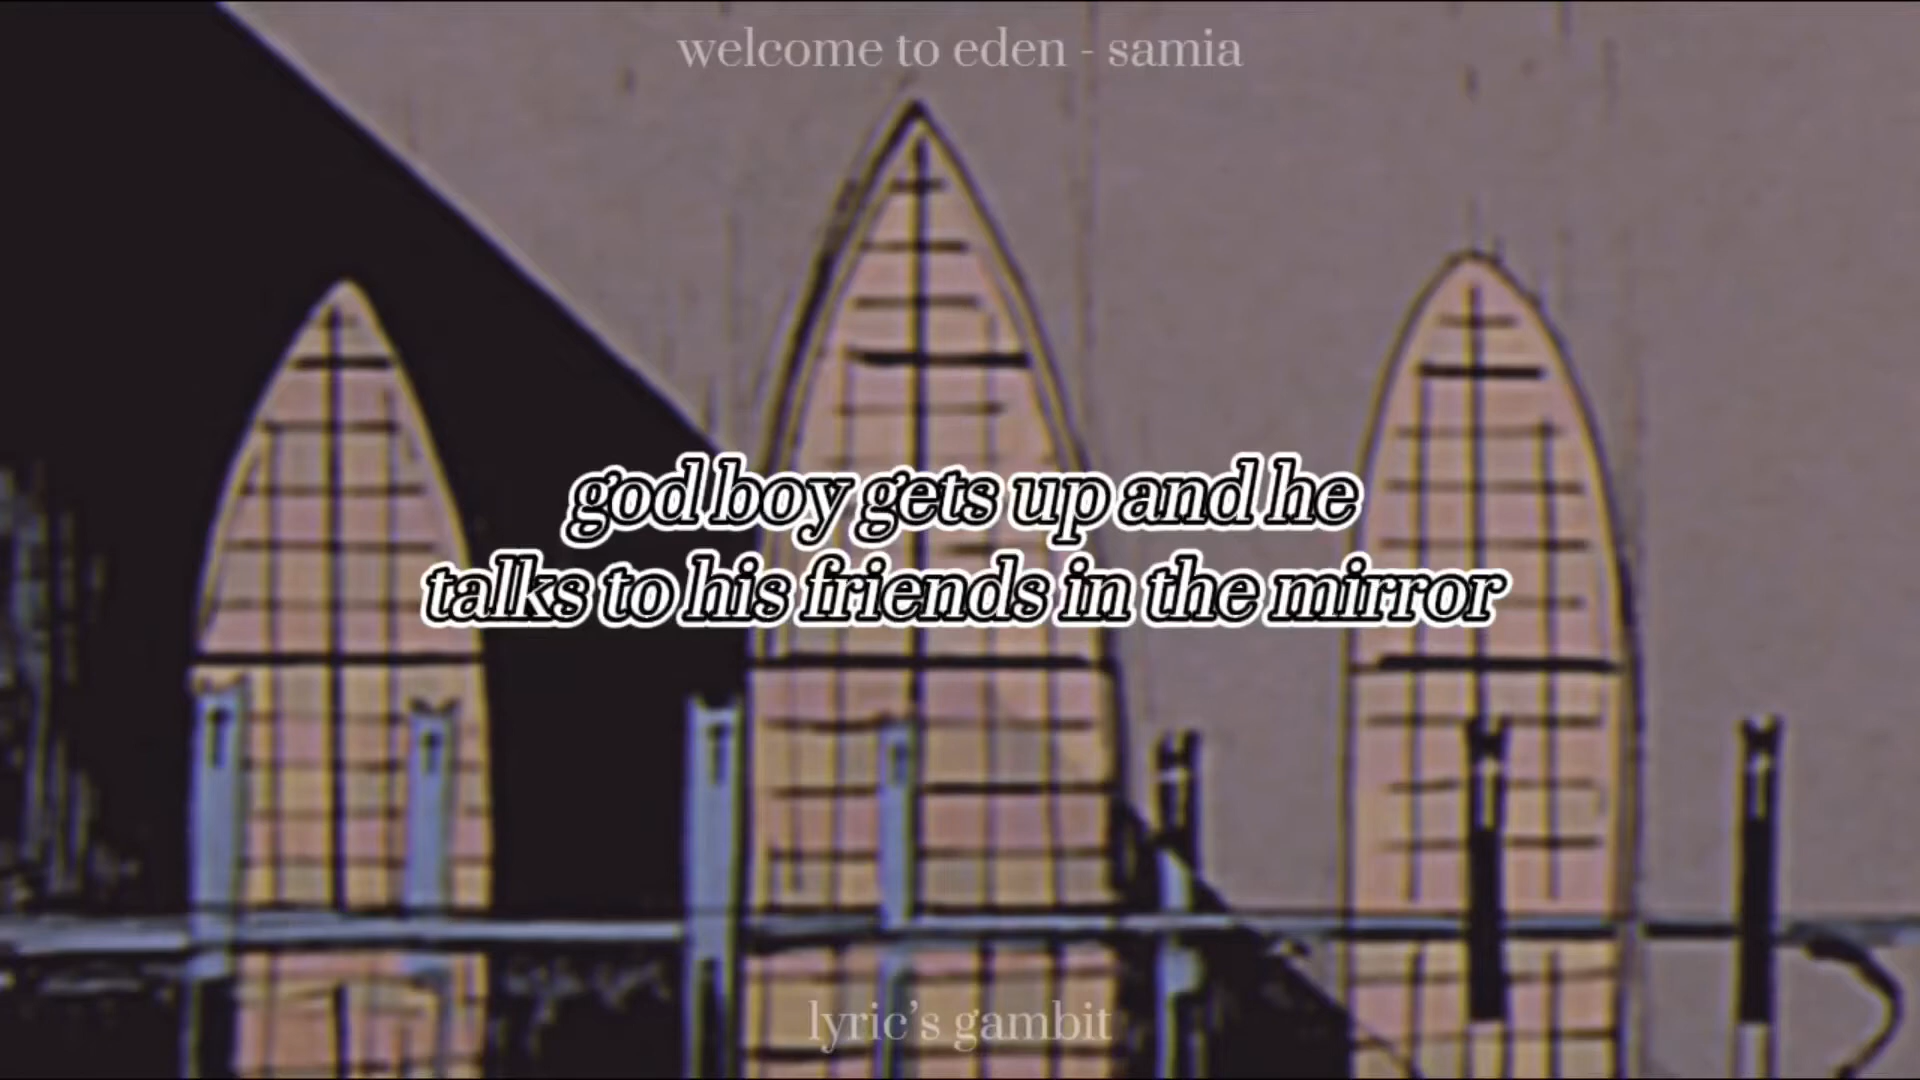 welcome to eden - samia
god boy gets up and he
talks to his friends in the mirror
lyric's gambit